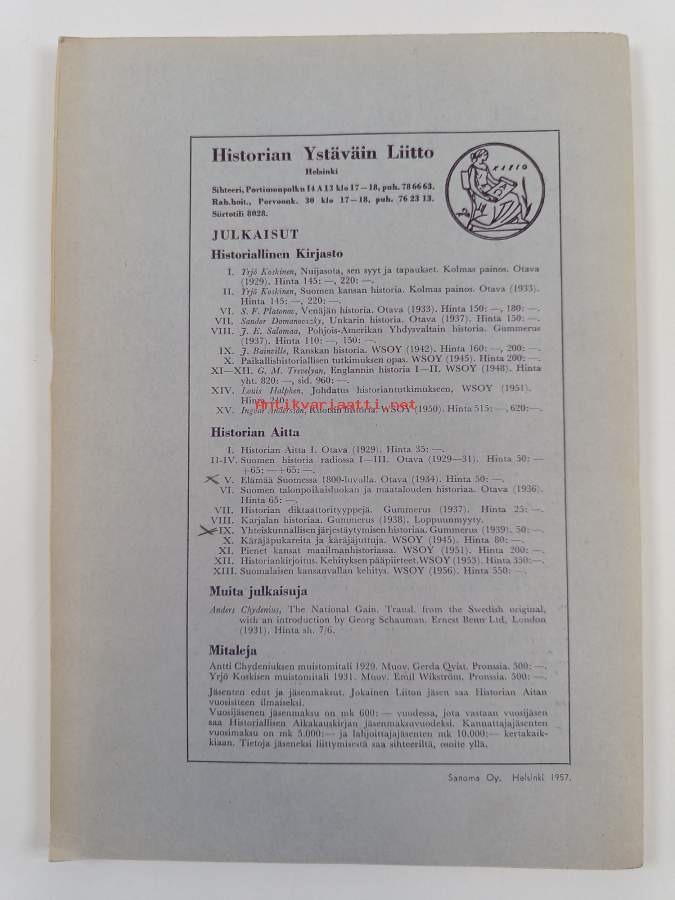 Historian Ystäväin Liitto
Helsinki
KLIO
Sihteeri, Portimonpolku 14 A 13 klo 17—18, puh. 78 66 63.
Rah.hoit., Porvoonk. 30 klo 17—18, puh. 76 23 13.
Siirtotili 8028.
JULKAISUT
Historiallinen Kirjasto
I. Yrjö Koskinen, Nuijasota, sen syyt ja tapaukset. Kolmas painos. Otava
(1929). Hinta 145: —, 220: —.
II. Yrjö Koskinen, Suomen kansan historia. Kolmas painos. Otava (1933).
Hinta 145: —, 220: —.
VI. S. F. Platonov, Venäjän historia. Otava (1933). Hinta 150: —, 180: —.
VII. Sandor Domanovszky, Unkarin historia. Otava (1937). Hinta 150: —.
VIII. J. E. Salomaa, Pohjois-Amerikan Yhdysvaltain historia. Gummerus
(1937). Hinta 110: —, 150: —.
IX. J. Bainville, Ranskan historia. WSOY (1942). Hinta 160: —, 200: —.
X. Paikallishistoriallisen tutkimuksen opas. WSOY (1945). Hinta 200: —.
XI—XII. G. M. Trevelyan, Englannin historia I—II. WSOY (1948). Hinta
yht. 820: —, sid. 960: —.
XIV. Louis Halphen, Johdatus historiantutkimukseen, WSOY (1951).
Hinta 240: —.
Antikvariaatti.net
XV. Ingvar Andersson, Ruotsin historia. WSOY (1950). Hinta 515: —, 620:—.
Historian Aitta
I. Historian Aitta I. Otava (1929). Hinta 35: —.
II-IV. Suomen historia radiossa I—III. Otava (1929—31). Hinta 50: —
+65: —+65: —.
V. Elämää Suomessa 1800-luvulla. Otava (1934). Hinta 50: —.
VI. Suomen talonpoikaisluokan ja maatalouden historiaa. Otava (1936).
Hinta 65: —.
VII. Historian diktaattorityyppejä. Gummerus (1937). Hinta 25: —.
VIII. Karjalan historiaa. Gummerus (1938). Loppuunmyyty.
IX. Yhteiskunnallisen järjestäytymisen historiaa. Gummerus (1939). 50: —.
X. Käräjäpukareita ja käräjäjuttuja. WSOY (1945). Hinta 80: —.
XI. Pienet kansat maailmanhistoriassa. WSOY (1951). Hinta 200: —.
XII. Historiankirjoitus. Kehityksen pääpiirteet. WSOY (1953). Hinta 350:—.
XIII. Suomalaisen kansanvallan kehitys. WSOY (1956). Hinta 550: —.
Muita julkaisuja
Anders Chydenius, The National Gain. Transl. from the Swedish original,
with an introduction by Georg Schauman. Ernest Benn Ltd, London
(1931). Hinta sh. 7/6.
Mitaleja
Antti Chydeniuksen muistomitali 1929. Muov. Gerda Qvist. Pronssia. 500: —.
Yrjö Koskisen muistomitali 1931. Muov. Emil Wikström. Pronssia. 500: —.
Jäsenten edut ja jäsenmaksut. Jokainen Liiton jäsen saa Historian Aitan
vuosisiteen ilmaiseksi.
Vuosijäsenen jäsenmaksu on mk 600:— vuodessa, jota vastaan vuosijäsen
saa Historiallisen Aikakauskirjan jäsenmaksuvuodeksi. Kannattajajäsenten
vuosimaksu on mk 5.000:— ja lahjoittajajäsenten mk 10.000:— kertakaik-
kiaan. Tietoja jäseneksi liittymisestä saa sihteeriltä, osoite yllä.
Sanoma Oy. Helsinki 1957.